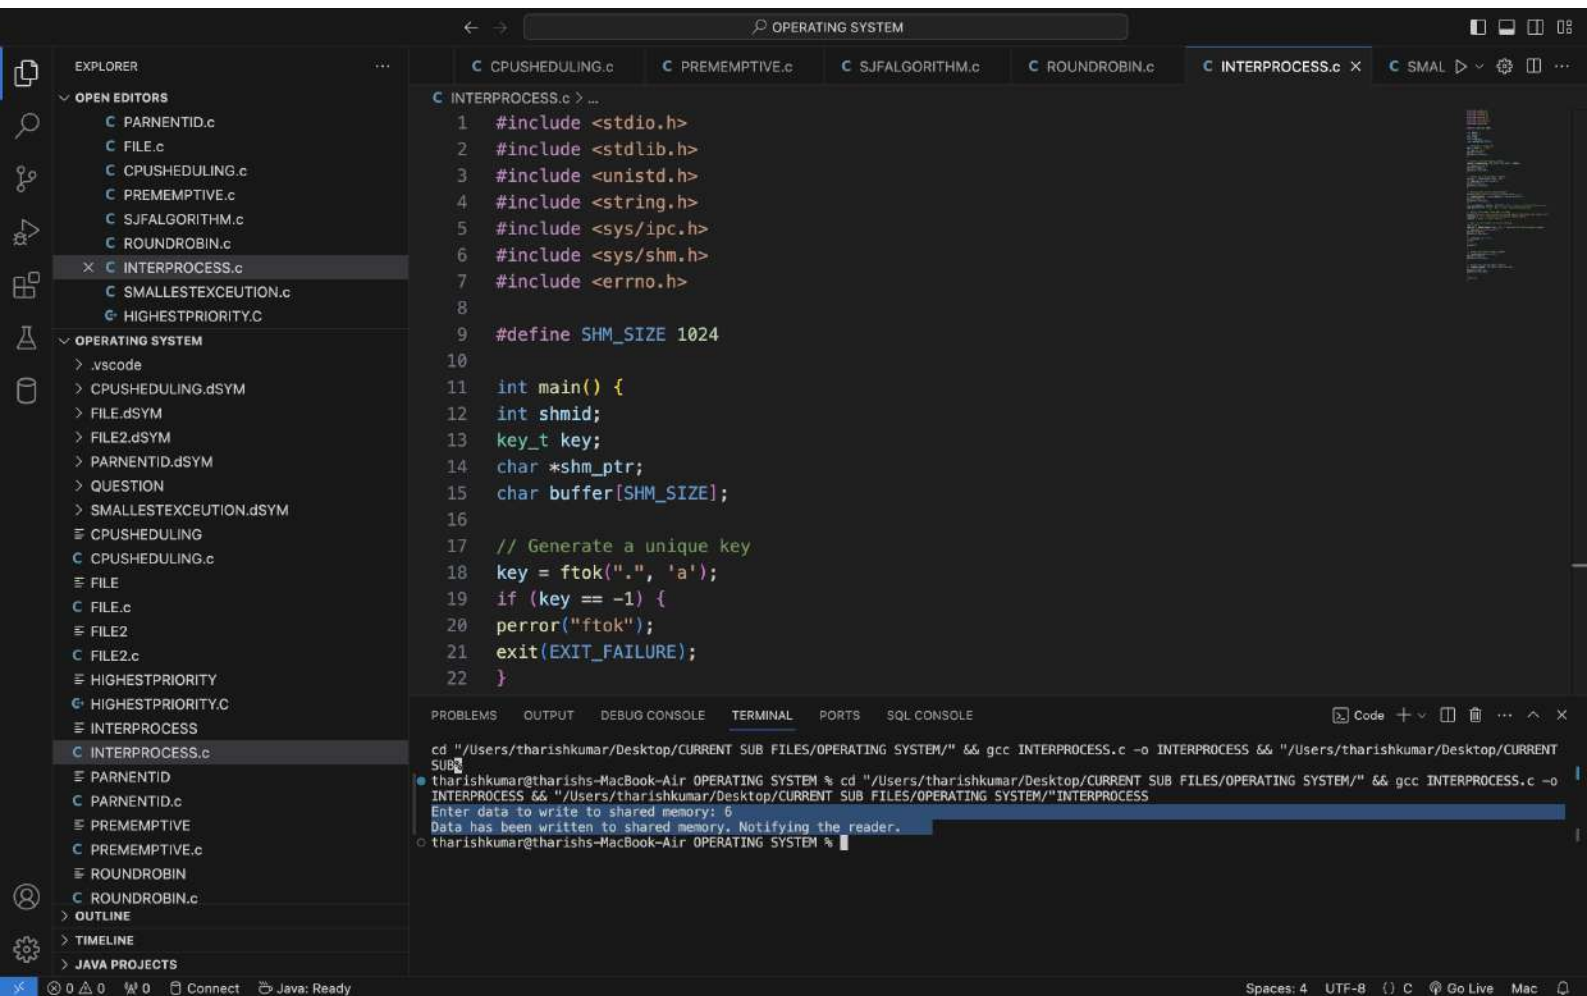 OPERATING SYSTEM
EXPLORER
OPEN EDITORS
C PARNENTID.c
C FILE.c
C CPUSHEDULING.c
C PREMEMPTIVE.c
C SJFALGORITHM.c
C ROUNDROBIN.c
C INTERPROCESS.c
C SMALLESTEXCEUTION.c
HIGHESTPRIORITY.C
OPERATING SYSTEM
.vscode
CPUSHEDULING.dSYM
FILE.dSYM
FILE2.dSYM
PARNENTID.dSYM
QUESTION
SMALLESTEXCEUTION.dSYM
CPUSHEDULING
C CPUSHEDULING.c
FILE
C FILE.c
FILE2
C FILE2.c
HIGHESTPRIORITY
HIGHESTPRIORITY.C
INTERPROCESS
C INTERPROCESS.c
PARNENTID
C PARNENTID.c
PREMEMPTIVE
C PREMEMPTIVE.c
ROUNDROBIN
C ROUNDROBIN.c
OUTLINE
TIMELINE
JAVA PROJECTS
C CPUSHEDULING.c C PREMEMPTIVE.c C SJFALGORITHM.c C ROUNDROBIN.c C INTERPROCESS.c C SMAL
C INTERPROCESS.c > ...
1 #include <stdio.h>
2 #include <stdlib.h>
3 #include <unistd.h>
4 #include <string.h>
5 #include <sys/ipc.h>
6 #include <sys/shm.h>
7 #include <errno.h>
8
9 #define SHM_SIZE 1024
10
11 int main() {
12 int shmid;
13 key_t key;
14 char *shm_ptr;
15 char buffer[SHM_SIZE];
16
17 // Generate a unique key
18 key = ftok(".", 'a');
19 if (key == -1) {
20 perror("ftok");
21 exit(EXIT_FAILURE);
22 }
PROBLEMS OUTPUT DEBUG CONSOLE TERMINAL PORTS SQL CONSOLE Code
cd "/Users/tharishkumar/Desktop/CURRENT SUB FILES/OPERATING SYSTEM/" && gcc INTERPROCESS.c -o INTERPROCESS && "/Users/tharishkumar/Desktop/CURRENT
SUB%
tharishkumar@tharishs-MacBook-Air OPERATING SYSTEM % cd "/Users/tharishkumar/Desktop/CURRENT SUB FILES/OPERATING SYSTEM/" && gcc INTERPROCESS.c -o
INTERPROCESS && "/Users/tharishkumar/Desktop/CURRENT SUB FILES/OPERATING SYSTEM/"INTERPROCESS
Enter data to write to shared memory: 6
Data has been written to shared memory. Notifying the reader.
tharishkumar@tharishs-MacBook-Air OPERATING SYSTEM %
0 0 0 Connect Java: Ready Spaces: 4 UTF-8 {} C Go Live Mac